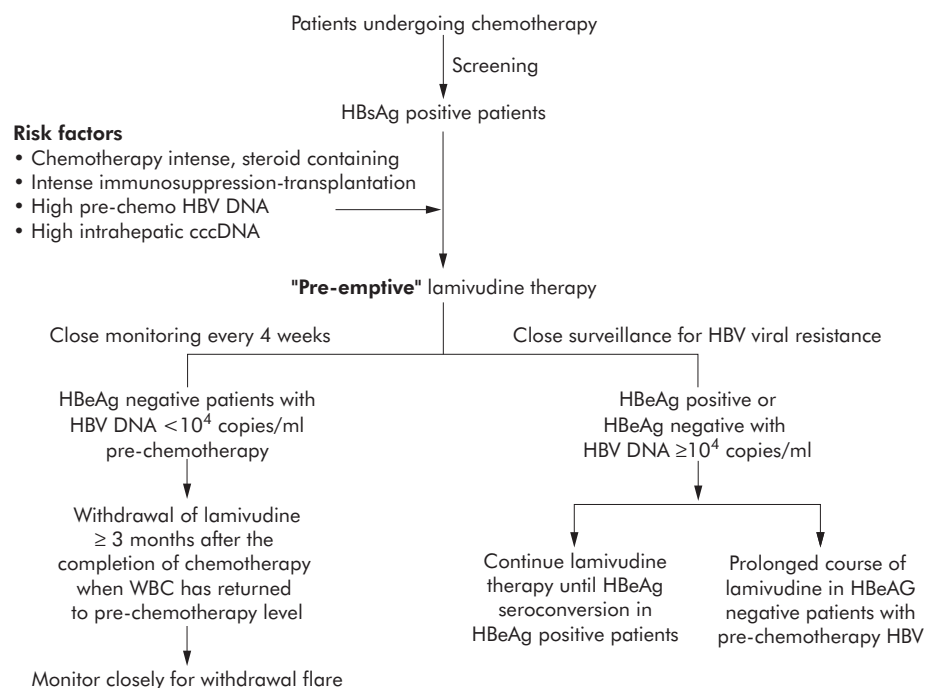 Patients undergoing chemotherapy
Screening
HBsAg positive patients
Risk factors
• Chemotherapy intense, steroid containing
• Intense immunosuppression-transplantation
• High pre-chemo HBV DNA
• High intrahepatic cccDNA
"Pre-emptive" lamivudine therapy
Close monitoring every 4 weeks
Close surveillance for HBV viral resistance
HBeAg negative patients with
HBV DNA <10⁴ copies/ml
pre-chemotherapy
HBeAg positive or
HBeAg negative with
HBV DNA ≥10⁴ copies/ml
Withdrawal of lamivudine
≥ 3 months after the
completion of chemotherapy
when WBC has returned
to pre-chemotherapy level
Continue lamivudine
therapy until HBeAg
seroconversion in
HBeAg positive patients
Prolonged course of
lamivudine in HBeAG
negative patients with
pre-chemotherapy HBV
Monitor closely for withdrawal flare